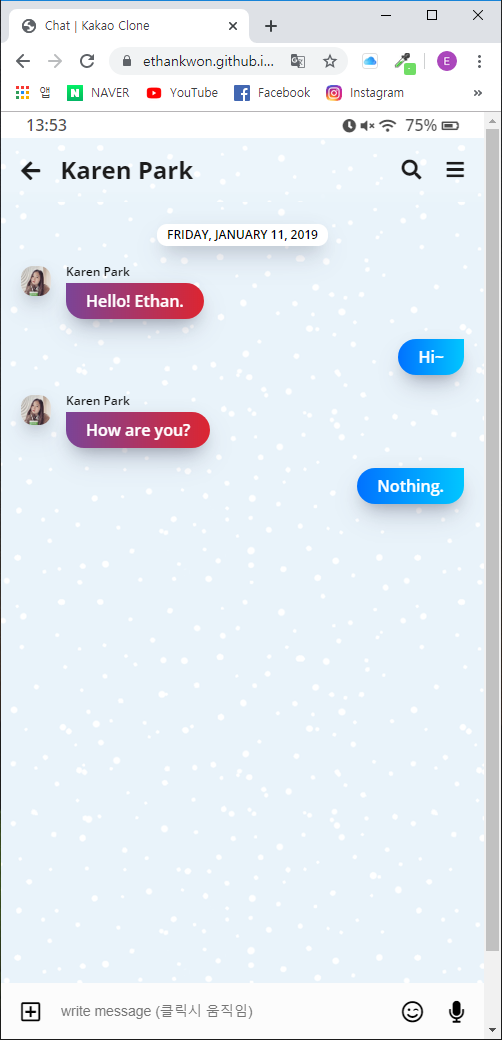 Chat | Kakao Clone
ethankwon.github.i...
E
앱 NAVER YouTube Facebook Instagram »
13:53 75%
Karen Park
FRIDAY, JANUARY 11, 2019
Karen Park
Hello! Ethan.
Hi~
Karen Park
How are you?
Nothing.
write message (클릭시 움직임)